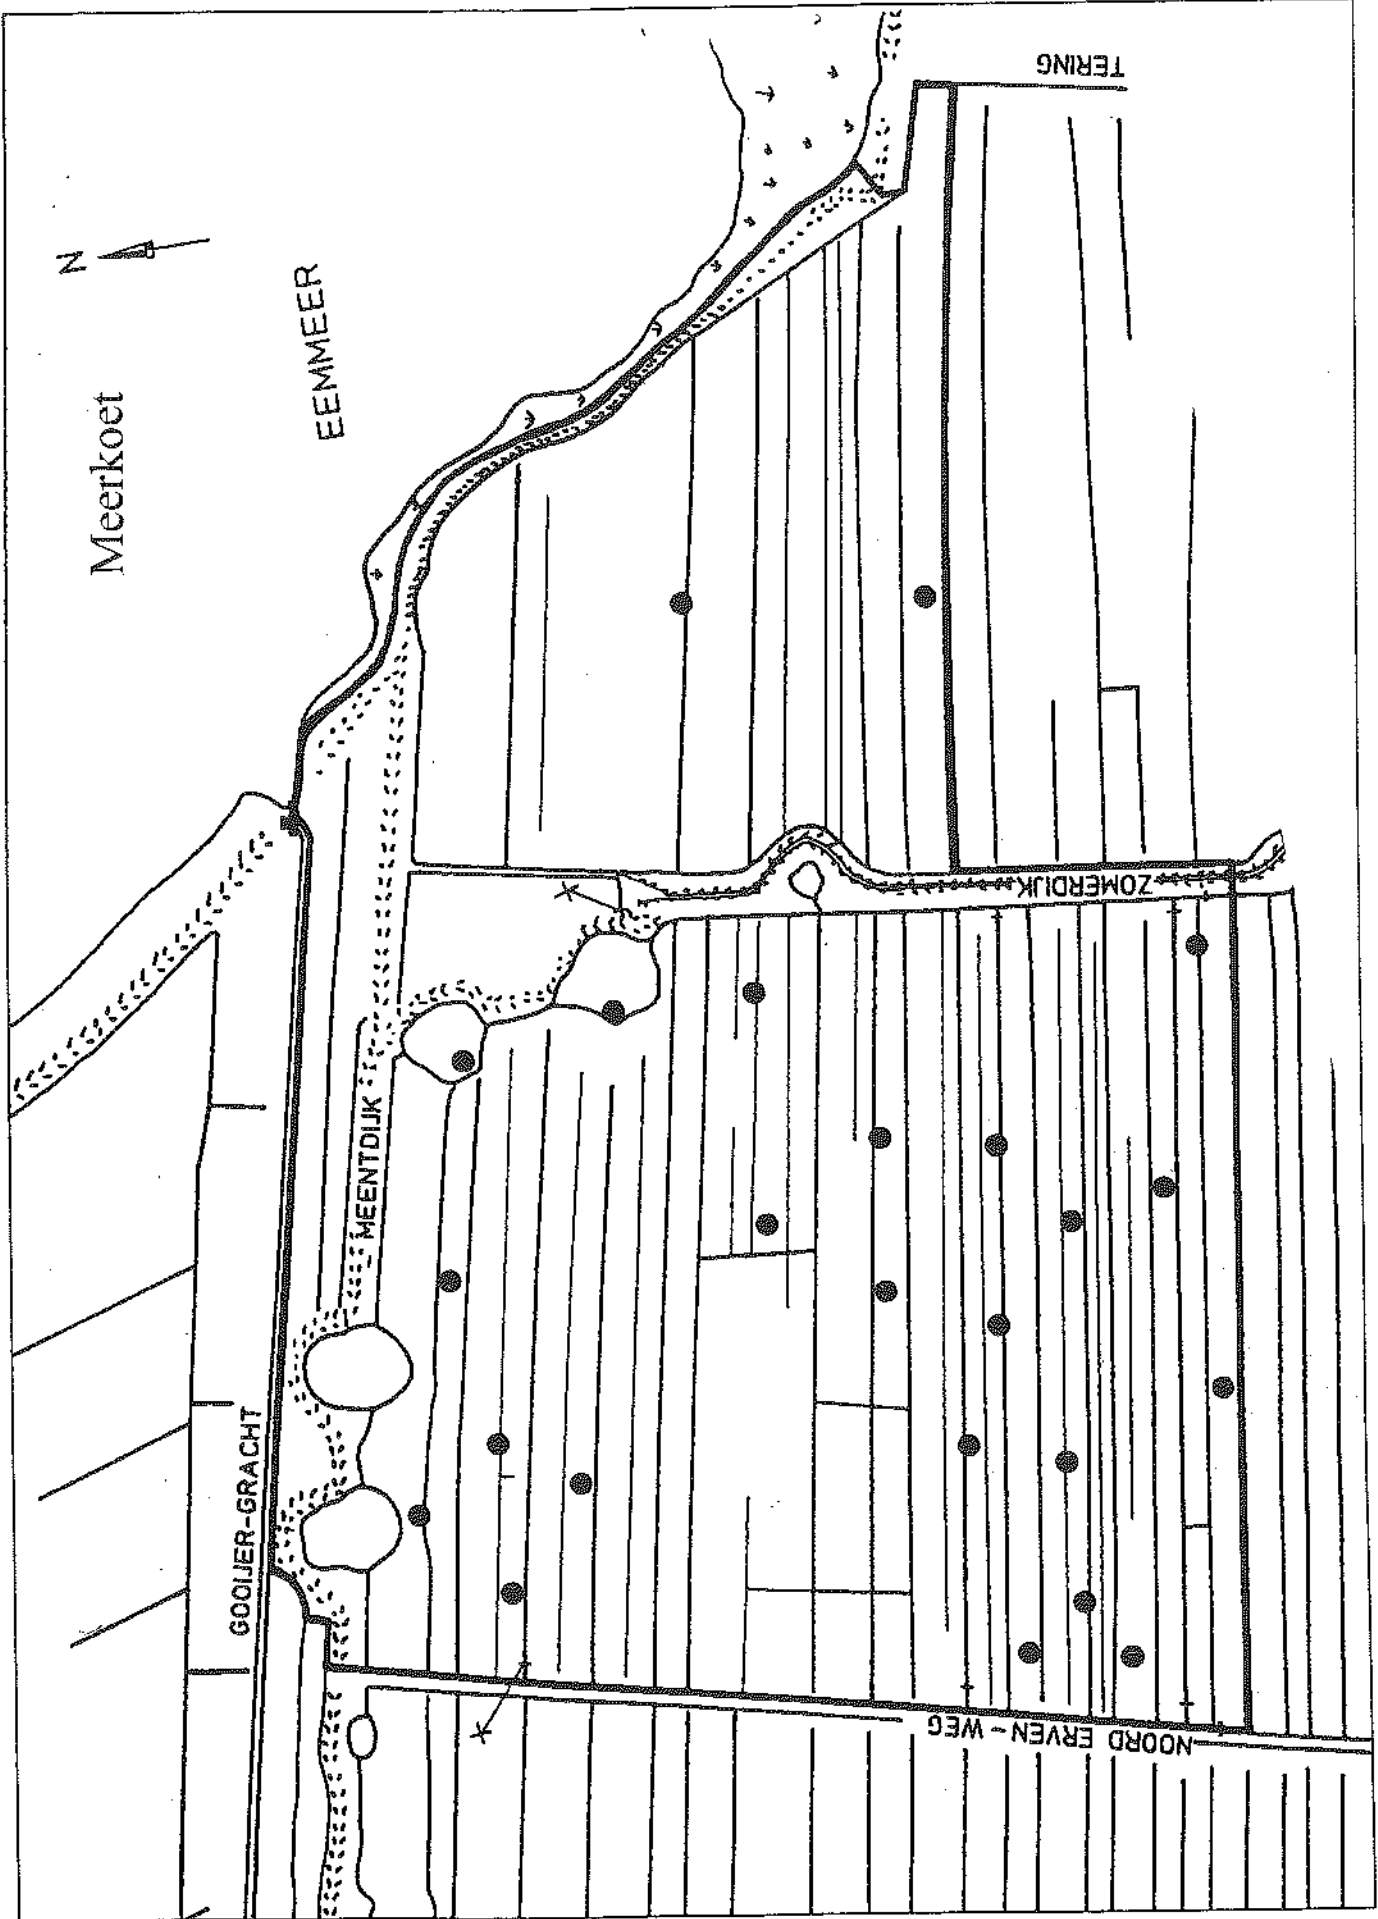 Meerkoet
N
EEMMEER
TERING
ZOMERDIJK
MEENTDIJK
GOOIJER-GRACHT
NOORD ERVEN-WEG